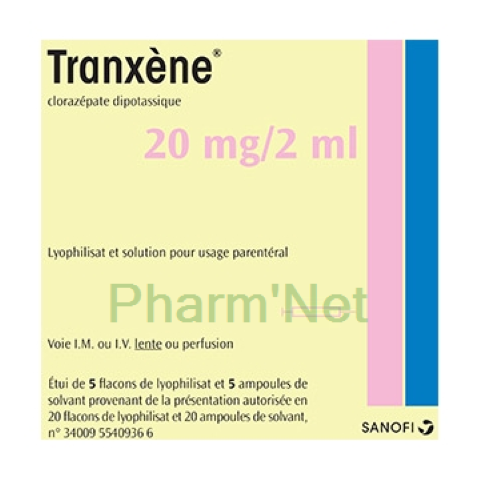 Tranxène®
clorazépate dipotassique
20 mg/2 ml
Lyophilisat et solution pour usage parentéral
Pharm'Net
Voie I.M. ou I.V. lente ou perfusion
Étui de 5 flacons de lyophilisat et 5 ampoules de
solvant provenant de la présentation autorisée en
20 flacons de lyophilisat et 20 ampoules de solvant,
n° 34009 5540936 6
SANOFI